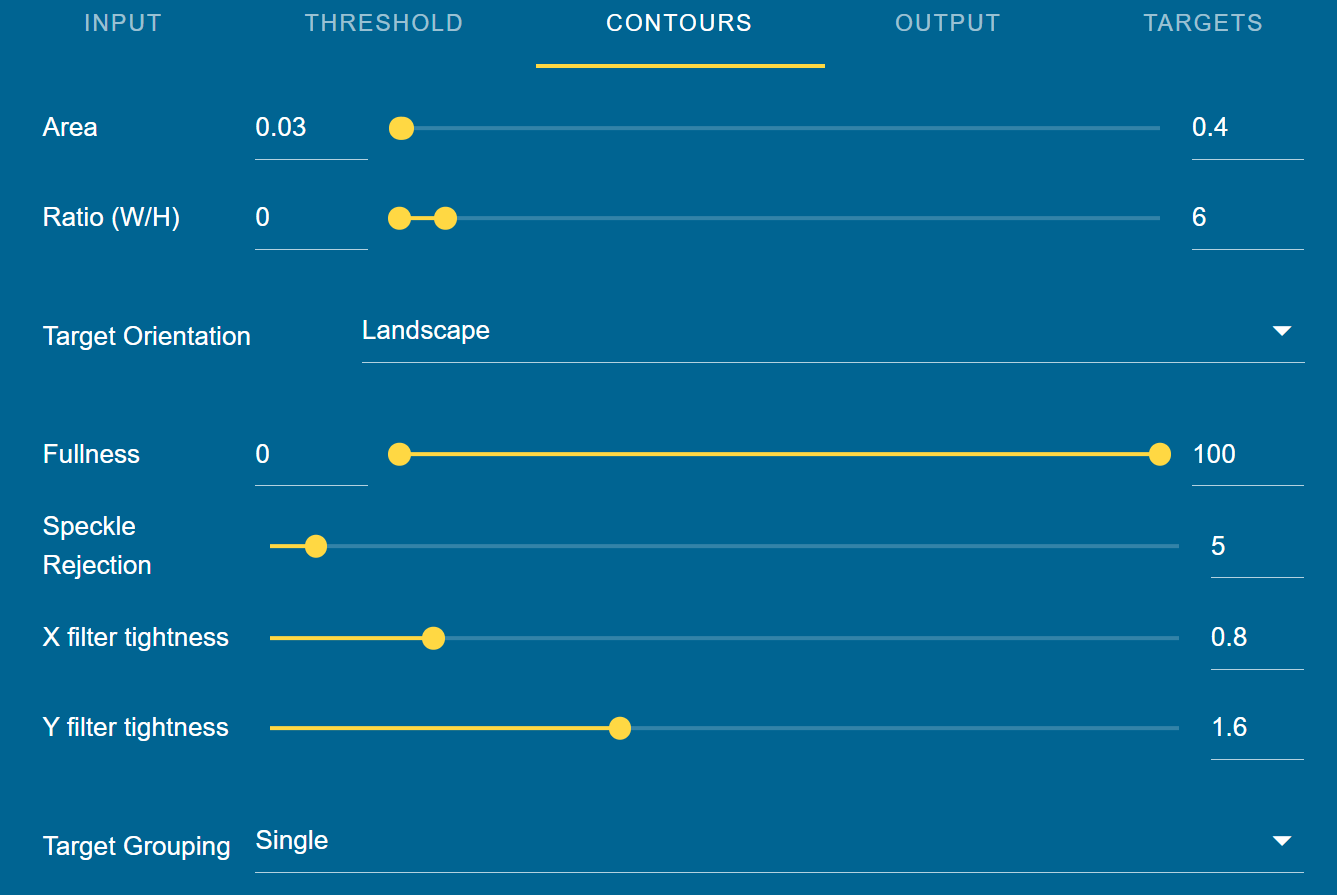 INPUT THRESHOLD CONTOURS OUTPUT TARGETS
Area 0.03 0.4
Ratio (W/H) 0 6
Target Orientation Landscape
Fullness 0 100
Speckle
Rejection 5
X filter tightness 0.8
Y filter tightness 1.6
Target Grouping Single